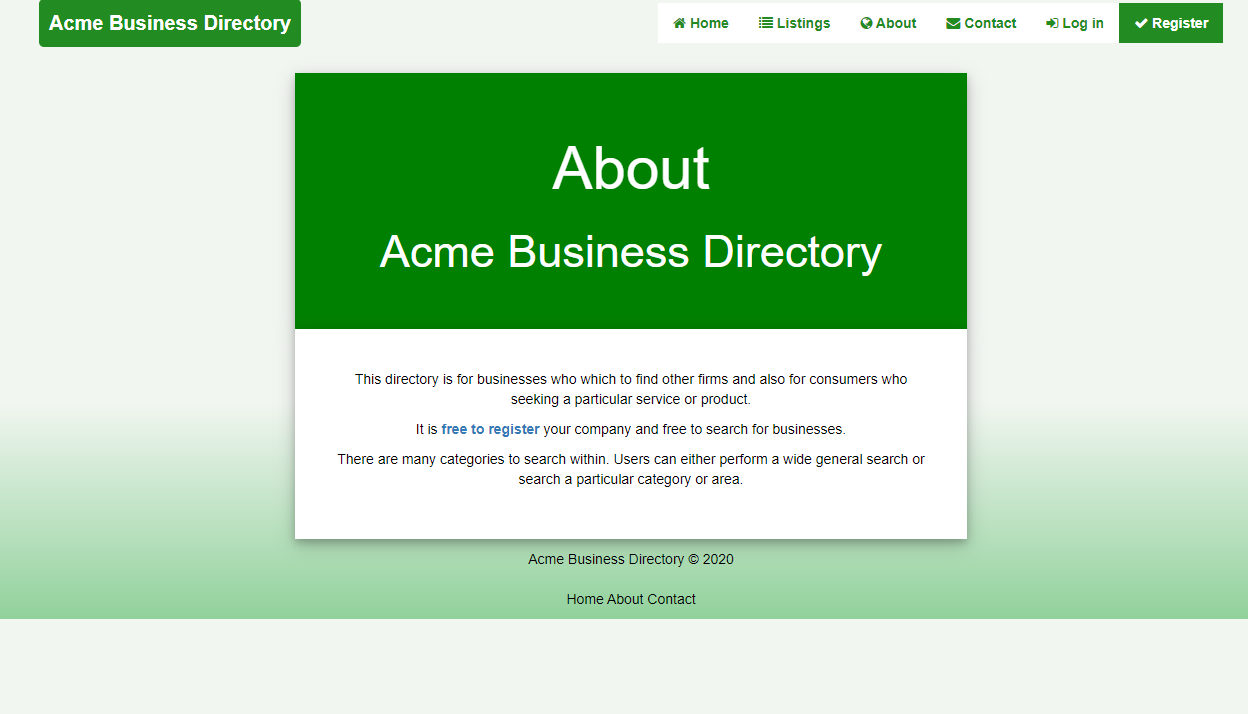 Acme Business Directory
Home Listings About Contact Log in Register
About
Acme Business Directory
This directory is for businesses who which to find other firms and also for consumers who
seeking a particular service or product.
It is free to register your company and free to search for businesses.
There are many categories to search within. Users can either perform a wide general search or
search a particular category or area.
Acme Business Directory © 2020
Home About Contact